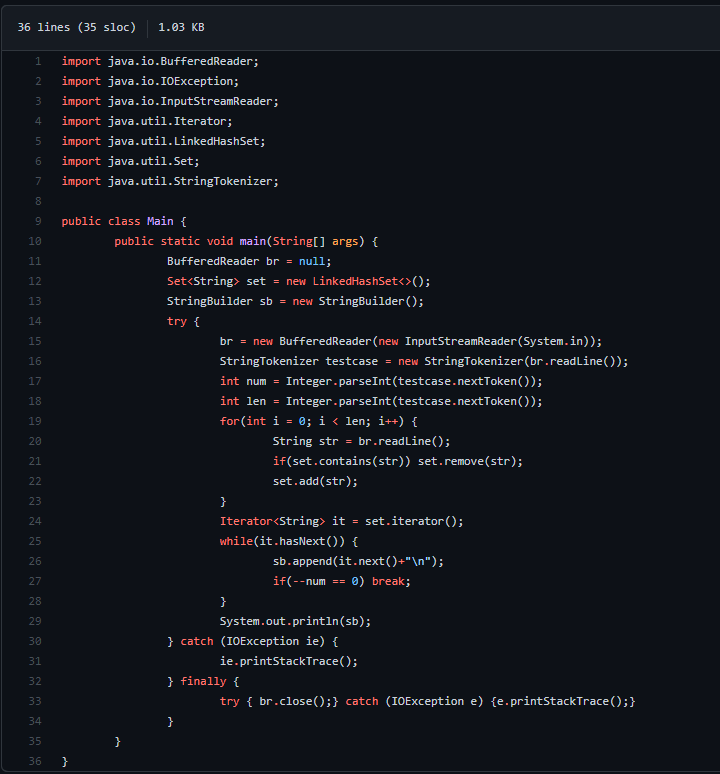 36 lines (35 sloc) 1.03 KB
1 import java.io.BufferedReader;
2 import java.io.IOException;
3 import java.io.InputStreamReader;
4 import java.util.Iterator;
5 import java.util.LinkedHashSet;
6 import java.util.Set;
7 import java.util.StringTokenizer;
8
9 public class Main {
10         public static void main(String[] args) {
11                 BufferedReader br = null;
12                 Set<String> set = new LinkedHashSet<>();
13                 StringBuilder sb = new StringBuilder();
14                 try {
15                         br = new BufferedReader(new InputStreamReader(System.in));
16                         StringTokenizer testcase = new StringTokenizer(br.readLine());
17                         int num = Integer.parseInt(testcase.nextToken());
18                         int len = Integer.parseInt(testcase.nextToken());
19                         for(int i = 0; i < len; i++) {
20                                 String str = br.readLine();
21                                 if(set.contains(str)) set.remove(str);
22                                 set.add(str);
23                         }
24                         Iterator<String> it = set.iterator();
25                         while(it.hasNext()) {
26                                 sb.append(it.next()+"\n");
27                                 if(--num == 0) break;
28                         }
29                         System.out.println(sb);
30                 } catch (IOException ie) {
31                         ie.printStackTrace();
32                 } finally {
33                         try { br.close();} catch (IOException e) {e.printStackTrace();}
34                 }
35         }
36 }